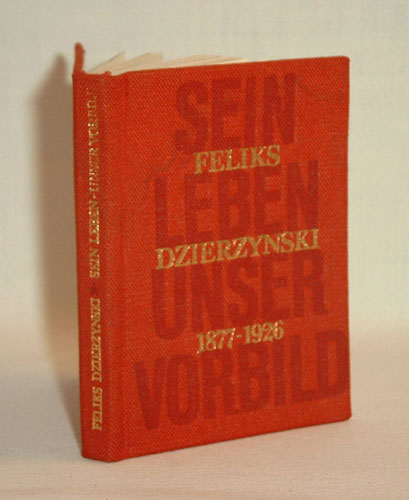 SEIN
FELIKS
LEBEN
DZIERZYNSKI
UNSER
1877-1926
VORBILD
FELIKS DZIERZYNSKI * SEIN LEBEN - UNSER VORBILD